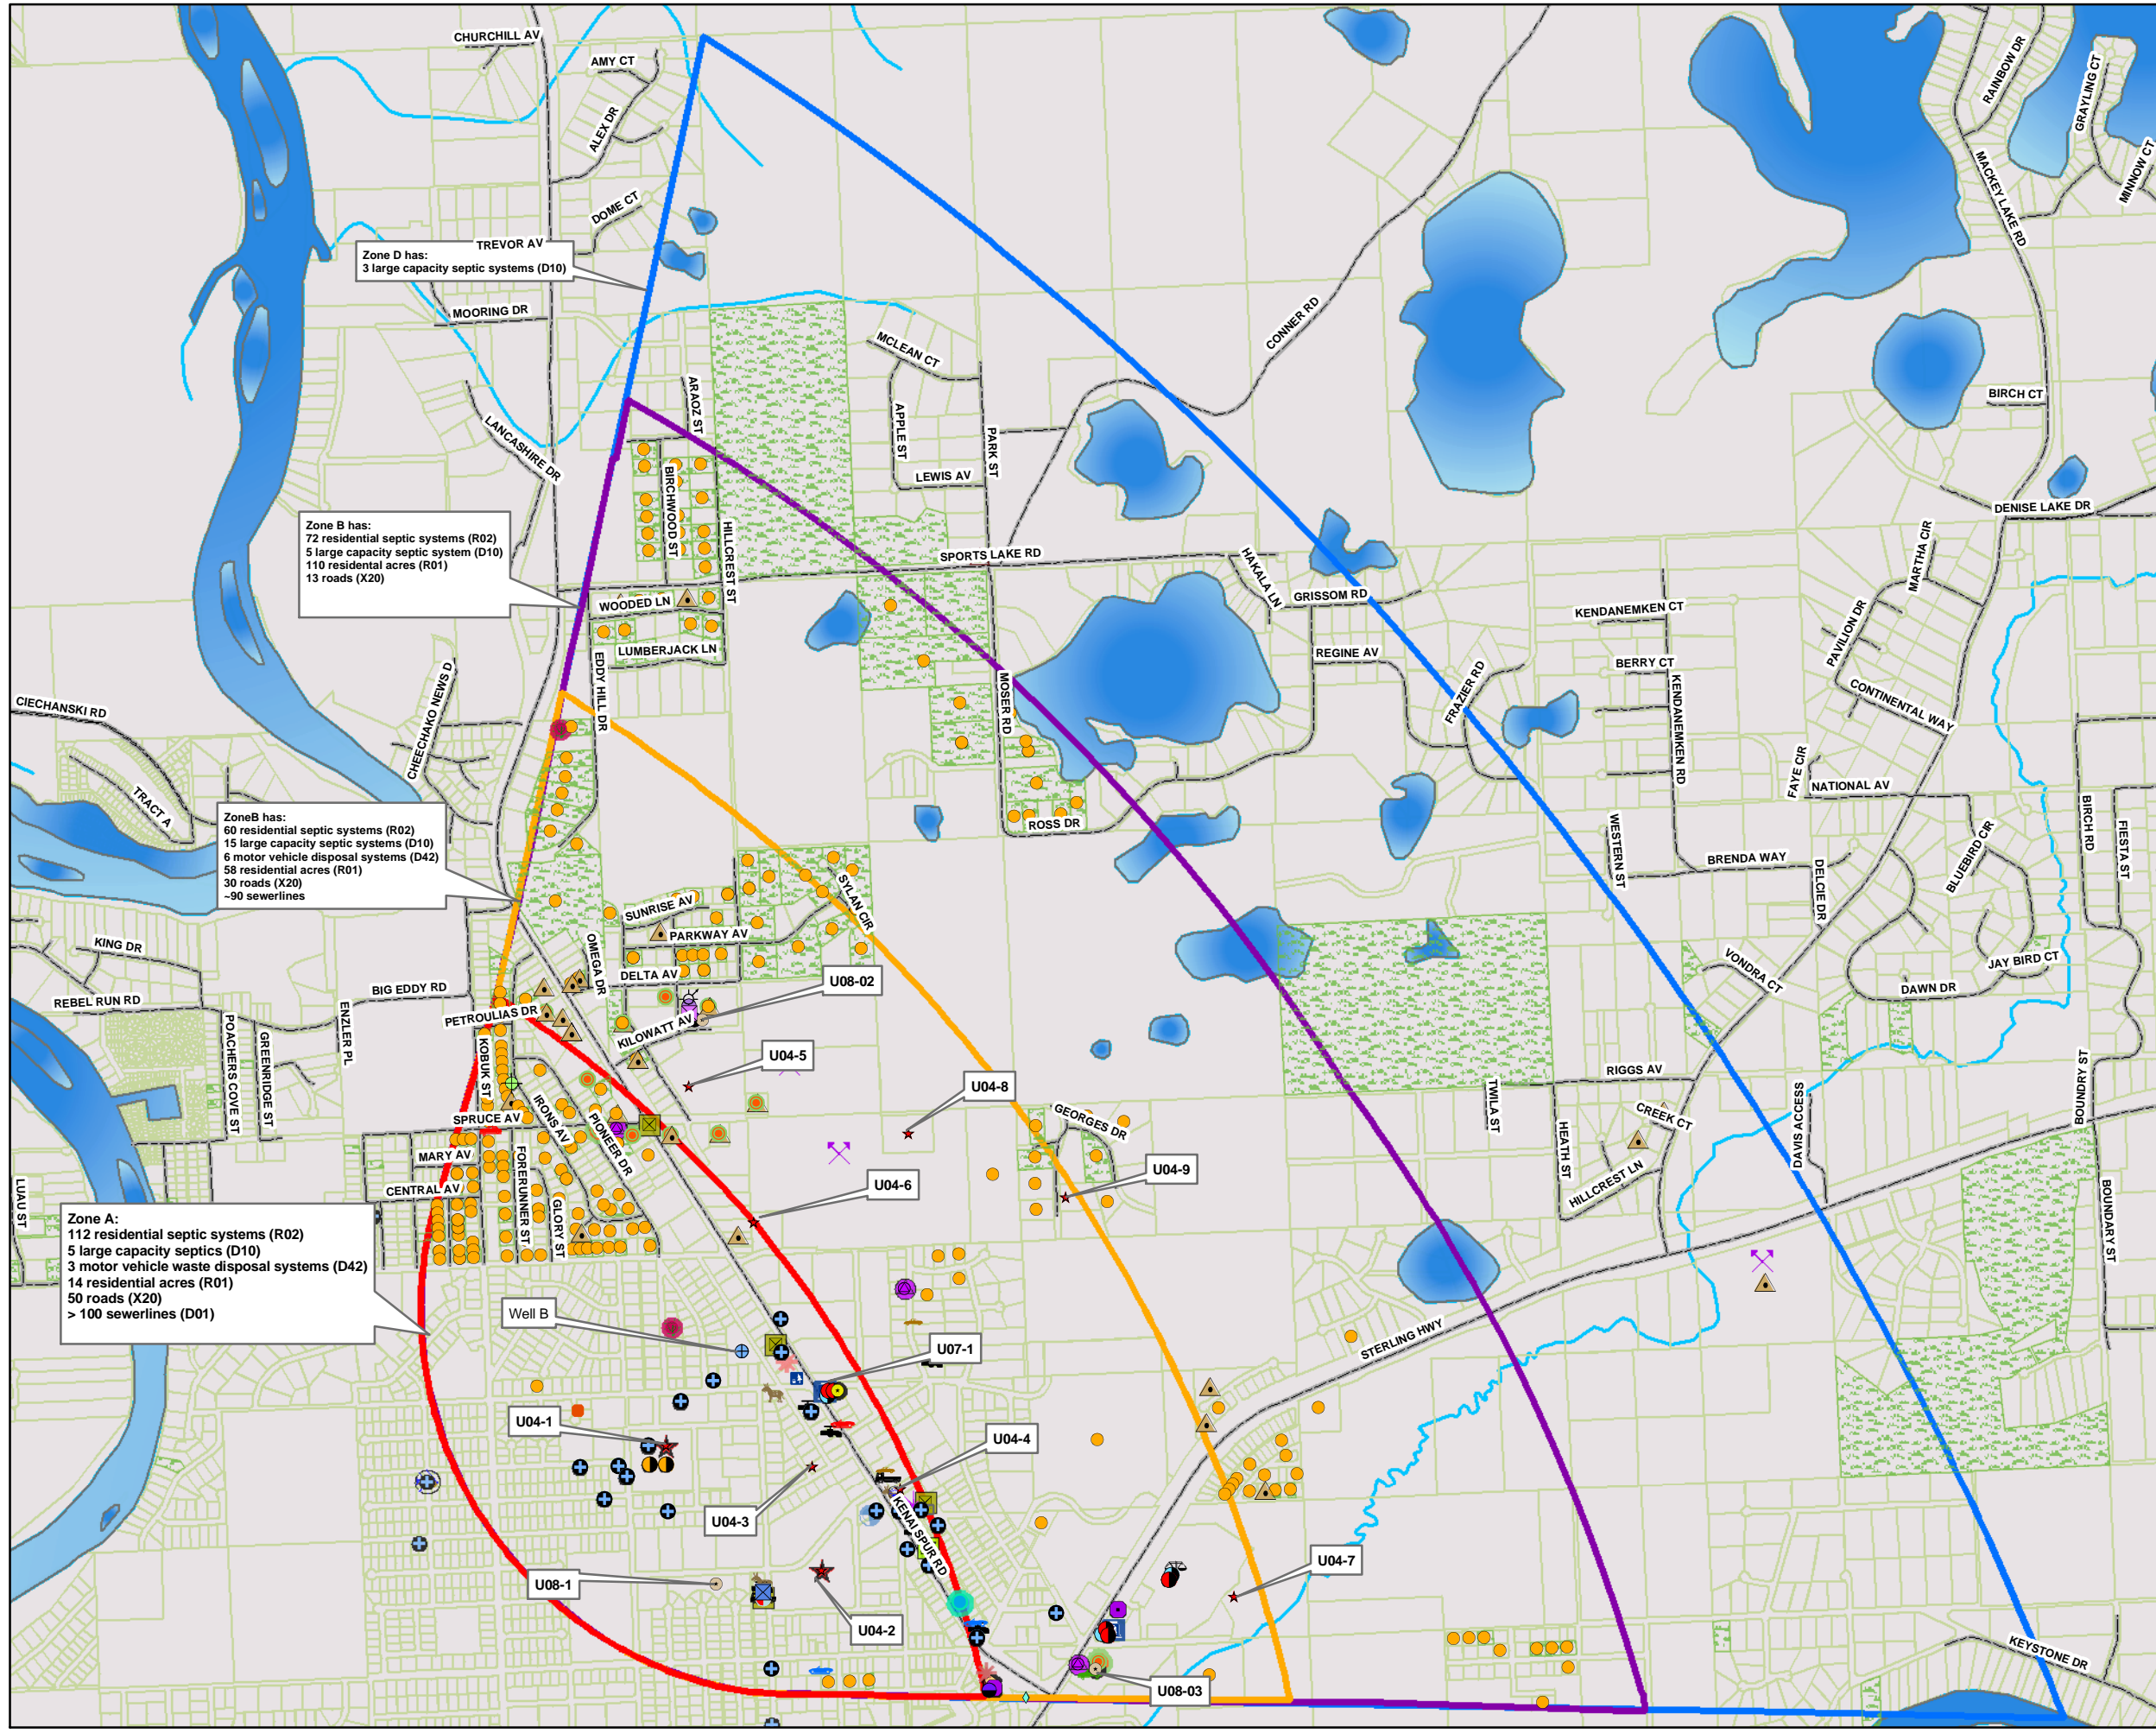 CHURCHILL AV
AMY CT
ALEX DR
DOME CT
TREVOR AV
Zone D has:
3 large capacity septic systems (D10)
MOORING DR
RAINBOW DR
GRAYLING CT
MINNOW CT
MACKEY LAKE RD
CONNER RD
MCLEAN CT
APPLE ST
PARK ST
LEWIS AV
ARAOZ ST
BIRCHWOOD ST
HILLCREST ST
LANCASHIRE DR
BIRCH CT
DENISE LAKE DR
Zone B has:
72 residential septic systems (R02)
5 large capacity septic system (D10)
110 residental acres (R01)
13 roads (X20)
SPORTS LAKE RD
WOODED LN
LUMBERJACK LN
EDDY HILL DR
HAKALA LN
GRISSOM RD
REGINE AV
FRAZIER RD
MOSER RD
ROSS DR
KENDANEMKEN CT
BERRY CT
KENDANEMKEN RD
MARTHA CIR
PAVILION DR
CONTINENTAL WAY
FAYE CIR
NATIONAL AV
WESTERN ST
BRENDA WAY
DELCIE DR
BLUEBIRD CIR
BIRCH RD
FIESTA ST
VONDRA CT
DAWN DR
JAY BIRD CT
CIECHANSKI RD
CHEECHAKO NEWS D
TRACT A
ZoneB has:
60 residential septic systems (R02)
15 large capacity septic systems (D10)
6 motor vehicle disposal systems (D42)
58 residential acres (R01)
30 roads (X20)
~90 sewerlines
SUNRISE AV
PARKWAY AV
SYLAN CIR
OMEGA DR
DELTA AV
U08-02
KILOWATT AV
KING DR
REBEL RUN RD
BIG EDDY RD
PETROULIAS DR
ENZLER PL
POACHERS COVE ST
GREENRIDGE ST
KOBUK ST
U04-5
U04-8
GEORGES DR
U04-9
U04-6
SPRUCE AV
IRONS AV
PIONEER DR
MARY AV
CENTRAL AV
FORERUNNER ST
GLORY ST
LUAU ST
TWILA ST
RIGGS AV
HEATH ST
CREEK CT
HILLCREST LN
DAVIS ACCESS
BOUNDRY ST
BOUNDARY ST
Zone A:
112 residential septic systems (R02)
5 large capacity septics (D10)
3 motor vehicle waste disposal systems (D42)
14 residential acres (R01)
50 roads (X20)
> 100 sewerlines (D01)
Well B
U07-1
STERLING HWY
U04-1
U04-4
U04-3
KENAI SPUR RD
U08-1
U04-2
U04-7
U08-03
KEYSTONE DR